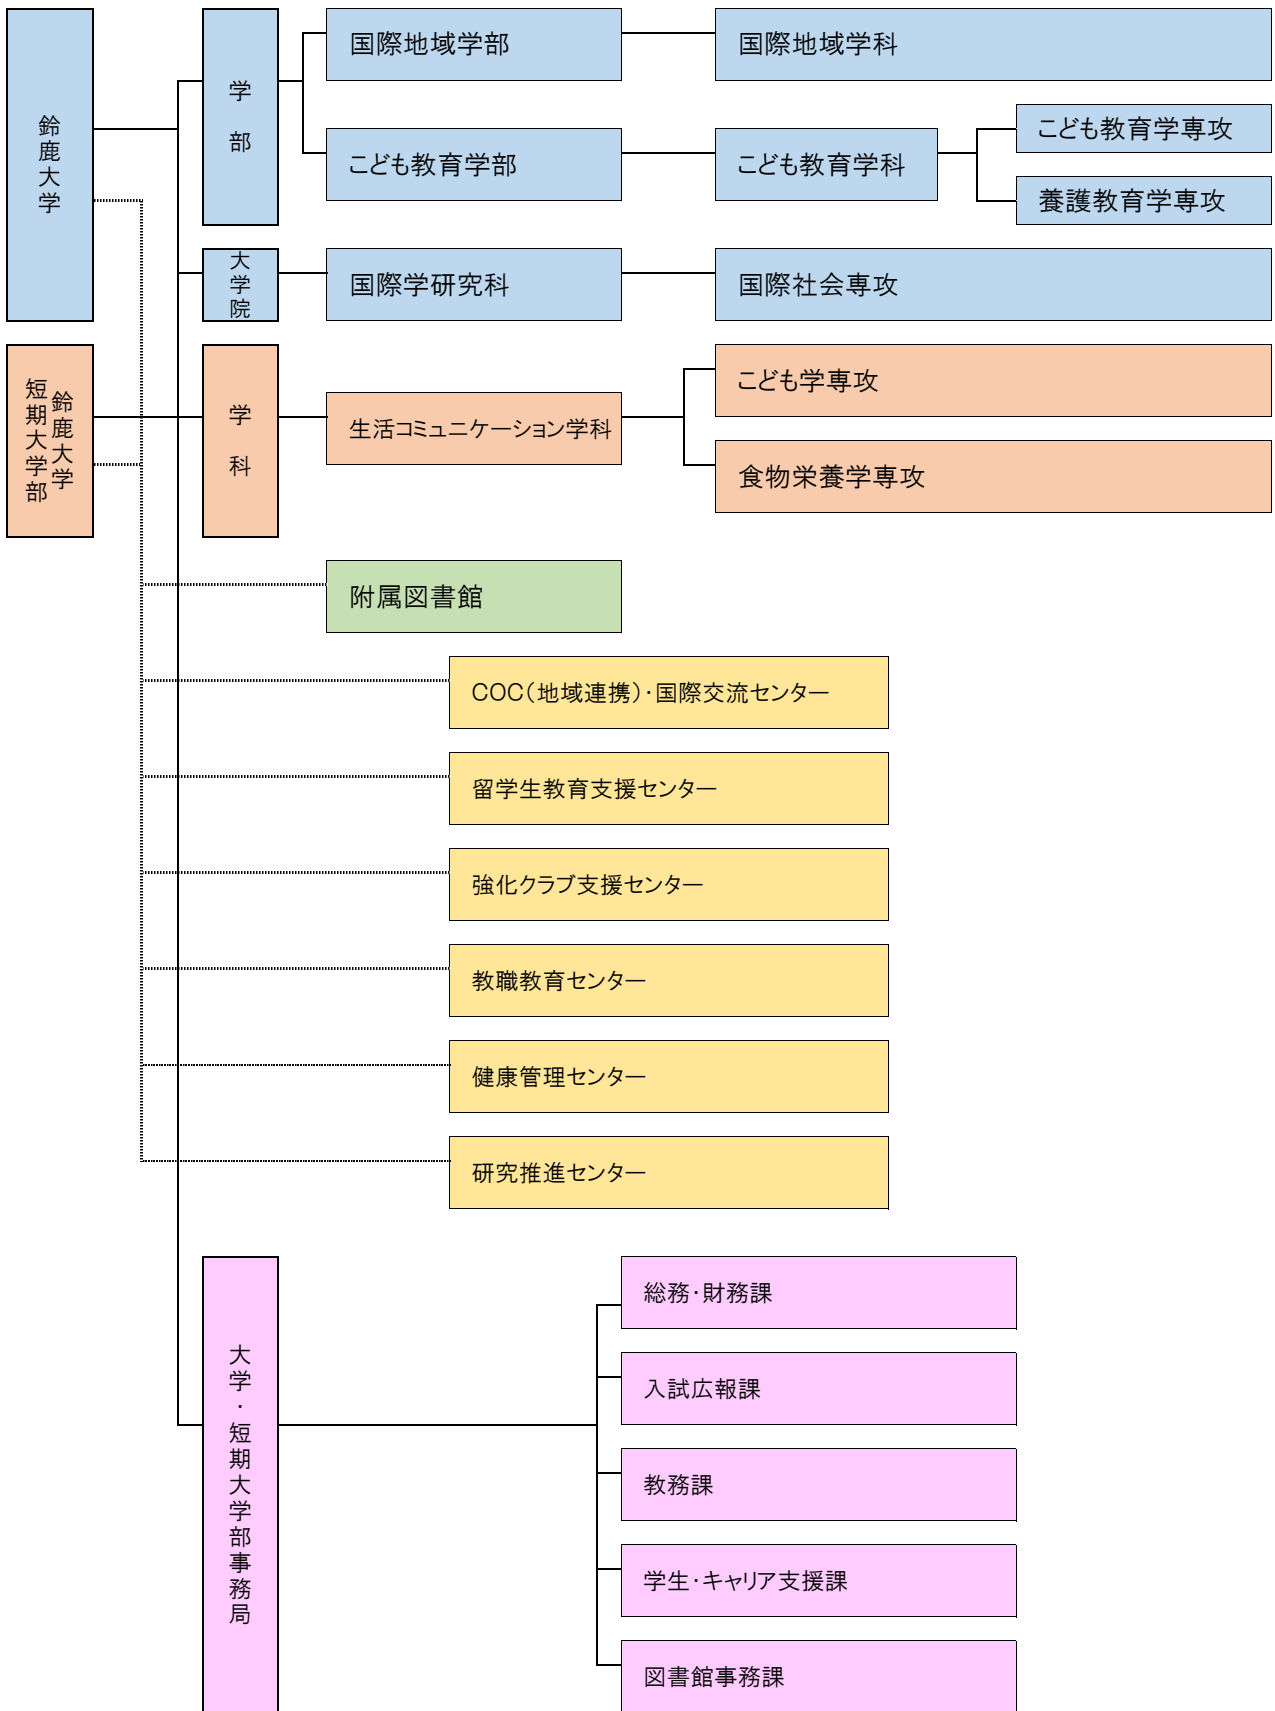 鈴鹿大学
学部
国際地域学部
国際地域学科
こども教育学部
こども教育学科
こども教育学専攻
養護教育学専攻
大学院
国際学研究科
国際社会専攻
鈴鹿大学
短期大学部
学科
生活コミュニケーション学科
こども学専攻
食物栄養学専攻
附属図書館
COC(地域連携)・国際交流センター
留学生教育支援センター
強化クラブ支援センター
教職教育センター
健康管理センター
研究推進センター
大学・短期大学部事務局
総務・財務課
入試広報課
教務課
学生・キャリア支援課
図書館事務課